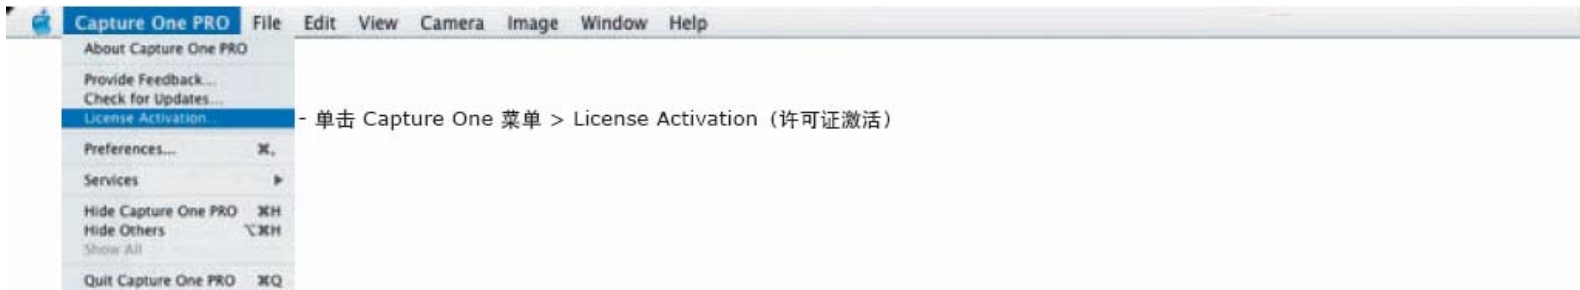 Capture One PRO File Edit View Camera Image Window Help
About Capture One PRO
Provide Feedback...
Check for Updates...
License Activation...
- 单击 Capture One 菜单 > License Activation（许可证激活）
Preferences... ⌘,
Services ▶
Hide Capture One PRO ⌘H
Hide Others ⌥⌘H
Show All
Quit Capture One PRO ⌘Q